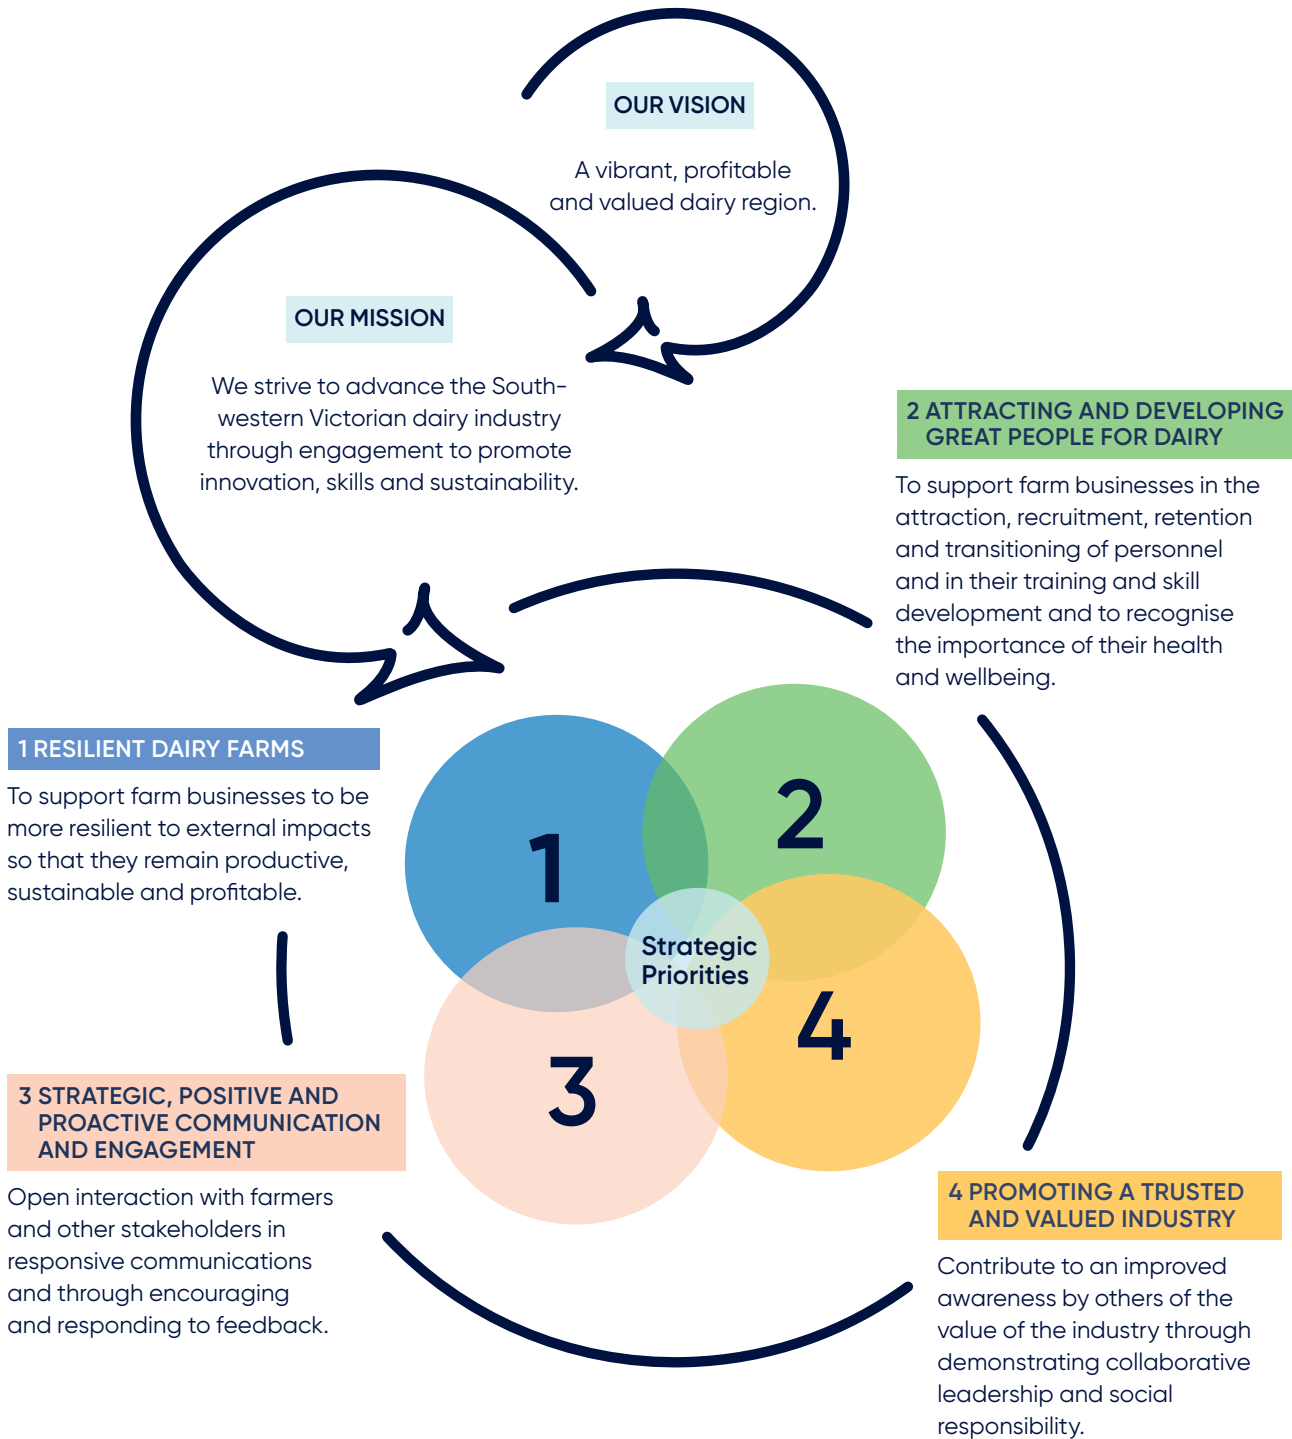 OUR VISION
A vibrant, profitable
and valued dairy region.
OUR MISSION
We strive to advance the South-
western Victorian dairy industry
through engagement to promote
innovation, skills and sustainability.
1 RESILIENT DAIRY FARMS
To support farm businesses to be
more resilient to external impacts
so that they remain productive,
sustainable and profitable.
2 ATTRACTING AND DEVELOPING
GREAT PEOPLE FOR DAIRY
To support farm businesses in the
attraction, recruitment, retention
and transitioning of personnel
and in their training and skill
development and to recognise
the importance of their health
and wellbeing.
1
2
Strategic
Priorities
3
4
3 STRATEGIC, POSITIVE AND
PROACTIVE COMMUNICATION
AND ENGAGEMENT
Open interaction with farmers
and other stakeholders in
responsive communications
and through encouraging
and responding to feedback.
4 PROMOTING A TRUSTED
AND VALUED INDUSTRY
Contribute to an improved
awareness by others of the
value of the industry through
demonstrating collaborative
leadership and social
responsibility.